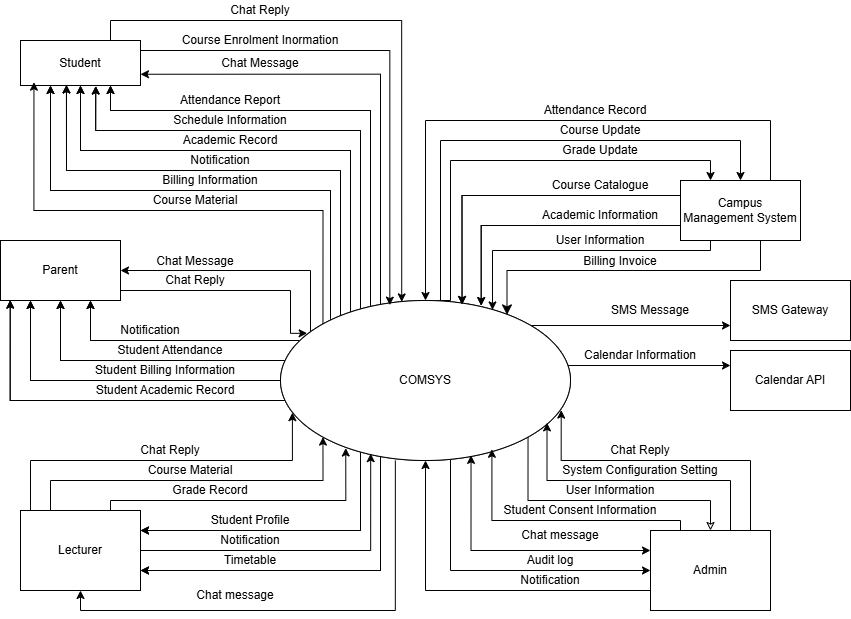 Chat Reply
Course Enrolment Inormation
Student
Chat Message
Attendance Report
Schedule Information
Academic Record
Notification
Billing Information
Course Material
Attendance Record
Course Update
Grade Update
Course Catalogue
Campus
Management System
Academic Information
User Information
Billing Invoice
Parent
Chat Message
Chat Reply
Notification
Student Attendance
Student Billing Information
Student Academic Record
COMSYS
SMS Message
SMS Gateway
Calendar Information
Calendar API
Chat Reply
Course Material
Grade Record
Student Profile
Lecturer
Notification
Timetable
Chat message
Chat Reply
System Configuration Setting
User Information
Student Consent Information
Chat message
Audit log
Admin
Notification